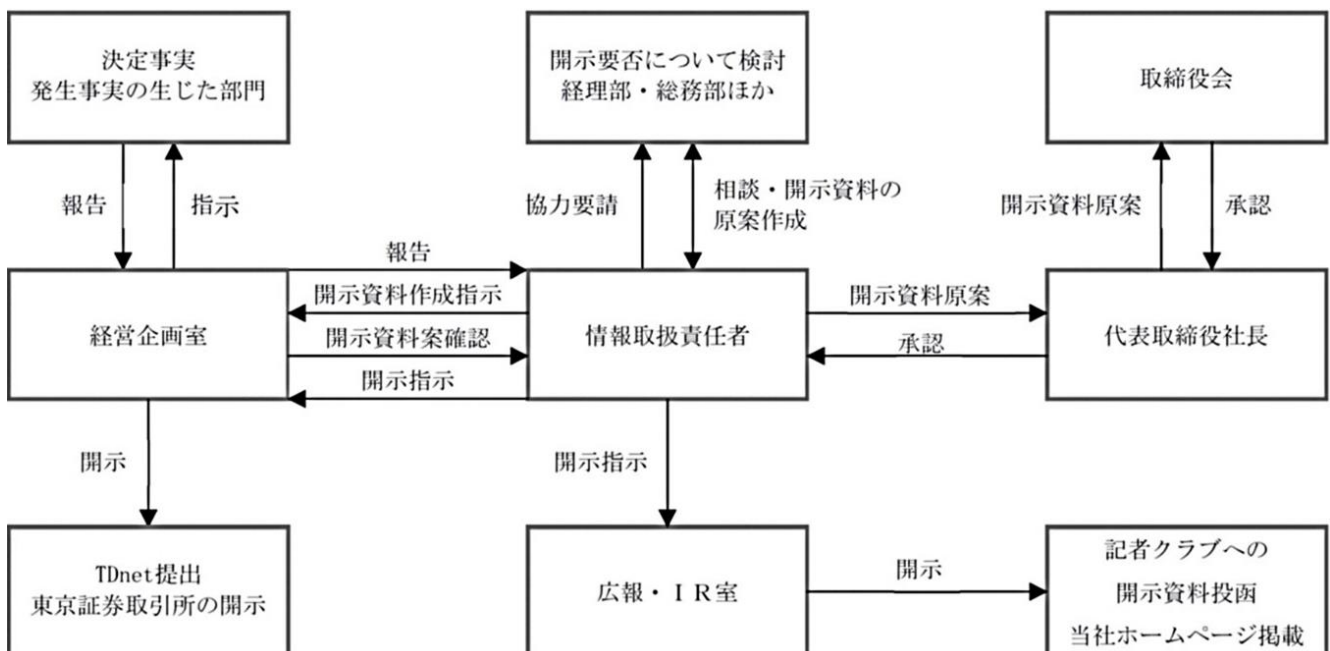 決定事実
発生事実の生じた部門
開示要否について検討
経理部・総務部ほか
取締役会
報告
指示
協力要請
相談・開示資料の
原案作成
開示資料原案
承認
経営企画室
報告
開示資料作成指示
開示資料案確認
開示指示
情報取扱責任者
開示資料原案
承認
代表取締役社長
開示
開示指示
TDnet提出
東京証券取引所の開示
広報・ＩＲ室
開示
記者クラブへの
開示資料投函
当社ホームページ掲載